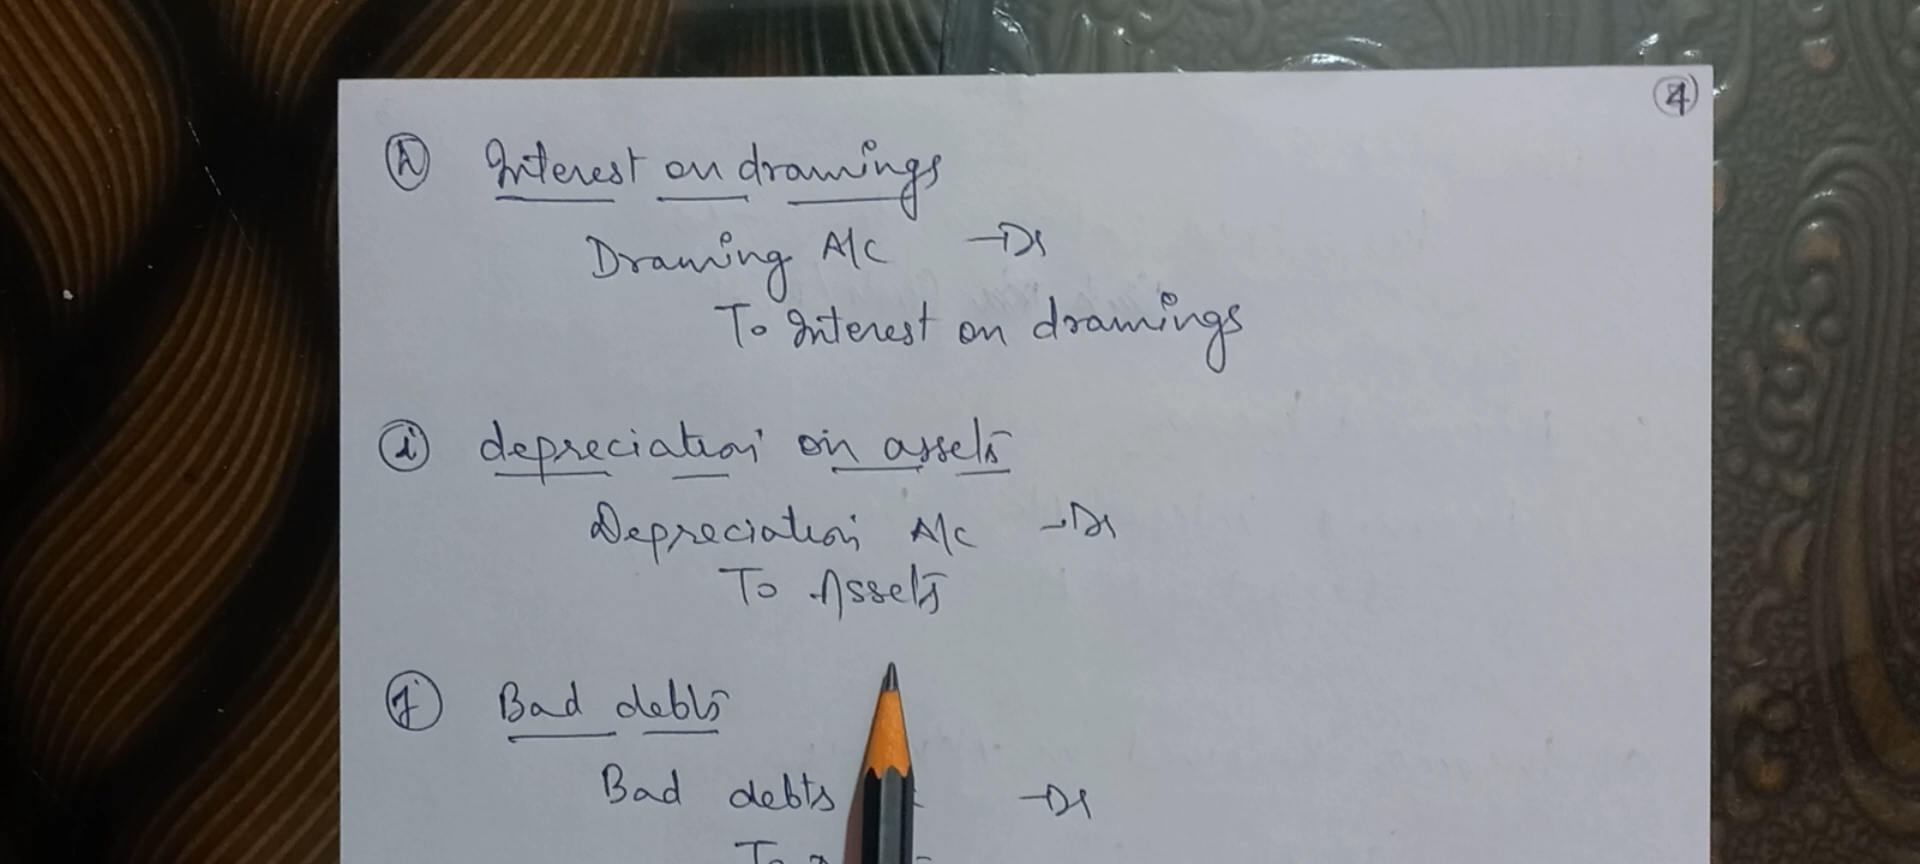 4
h Interest on drawings
Drawing A/C Dr
To Interest on drawings
i depreciation on assets
Depreciation A/C Dr
To Assets
j Bad debts
Bad debts Dr
To